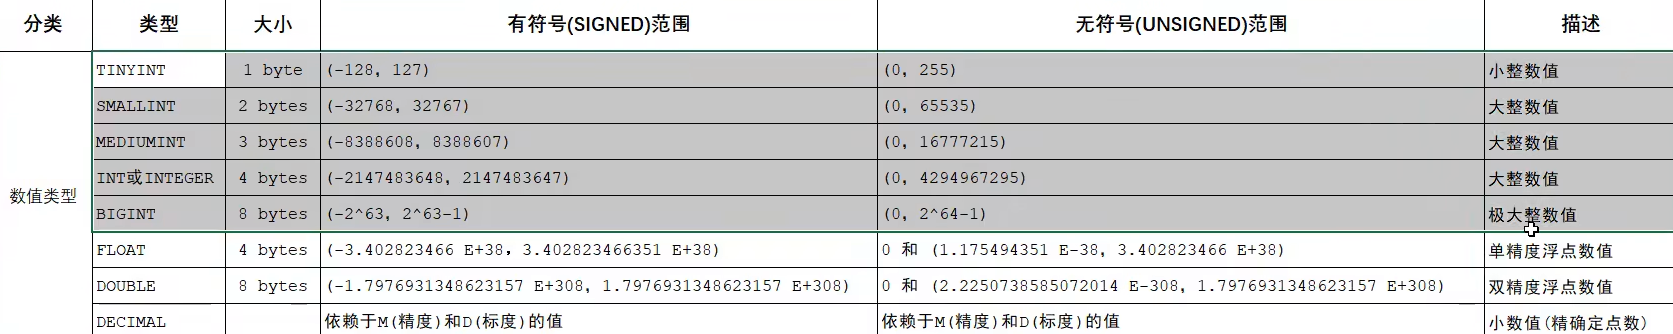 分类 类型 大小 有符号(SIGNED)范围 无符号(UNSIGNED)范围 描述
TINYINT 1 byte (-128, 127) (0, 255) 小整数值
SMALLINT 2 bytes (-32768, 32767) (0, 65535) 大整数值
MEDIUMINT 3 bytes (-8388608, 8388607) (0, 16777215) 大整数值
INT或INTEGER 4 bytes (-2147483648, 2147483647) (0, 4294967295) 大整数值
数值类型
BIGINT 8 bytes (-2^63, 2^63-1) (0, 2^64-1) 极大整数值
FLOAT 4 bytes (-3.402823466 E+38, 3.402823466351 E+38) 0 和 (1.175494351 E-38, 3.402823466 E+38) 单精度浮点数值
DOUBLE 8 bytes (-1.7976931348623157 E+308, 1.7976931348623157 E+308) 0 和 (2.2250738585072014 E-308, 1.7976931348623157 E+308) 双精度浮点数值
DECIMAL 依赖于M(精度)和D(标度)的值 依赖于M(精度)和D(标度)的值 小数值(精确定点数)